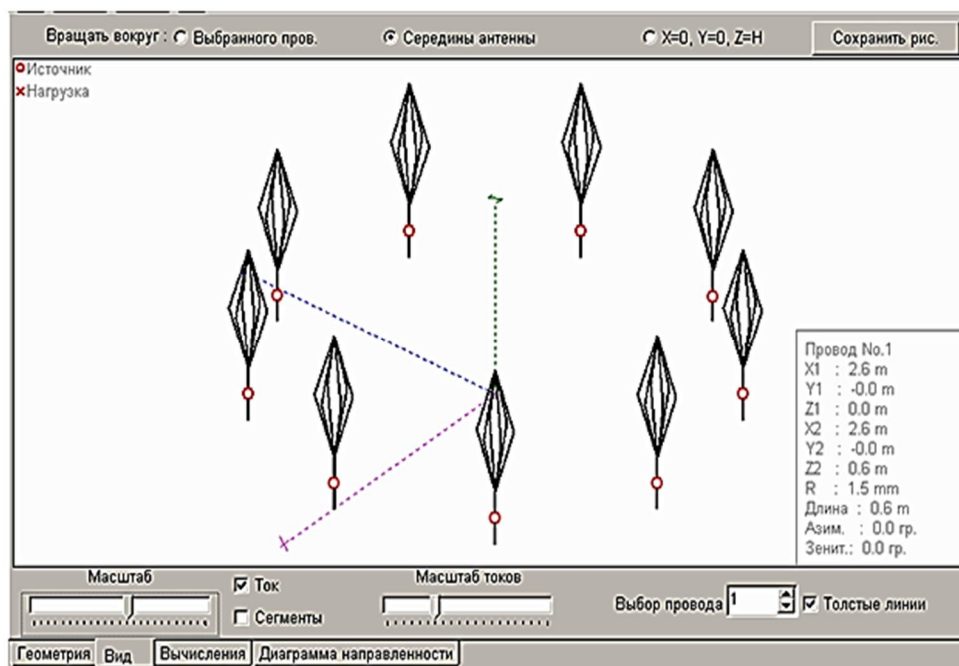 Вращать вокруг : Выбранного пров. Середины антенны X=0, Y=0, Z=H Сохранить рис.
Источник
Нагрузка
Провод No.1
X1 : 2.6 m
Y1 : -0.0 m
Z1 : 0.0 m
X2 : 2.6 m
Y2 : -0.0 m
Z2 : 0.6 m
R : 1.5 mm
Длина : 0.6 m
Азим. : 0.0 гр.
Зенит.: 0.0 гр.
Масштаб Ток Масштаб токов
Сегменты Выбор провода 1 Толстые линии
Геометрия Вид Вычисления Диаграмма направленности